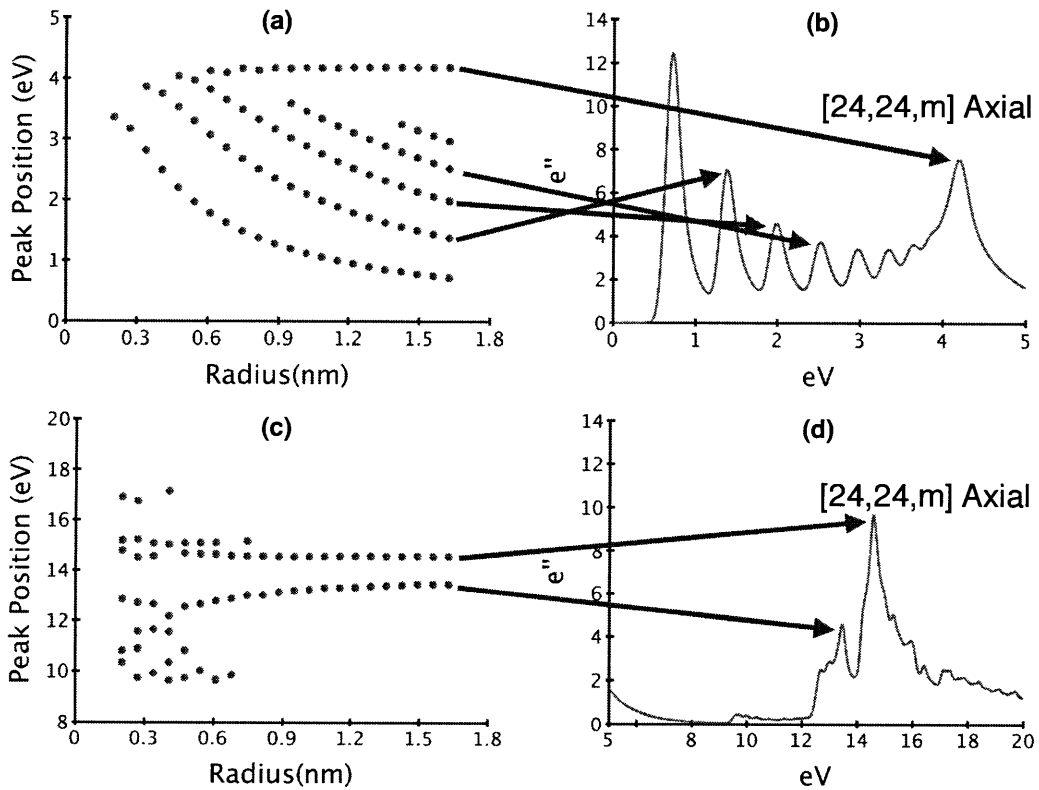 (a)
Peak Position (eV)
5
4
3
2
1
0
0 0.3 0.6 0.9 1.2 1.5 1.8
Radius(nm)
(b)
14
12
10
8
6
4
2
0
e"
[24,24,m] Axial
0 1 2 3 4 5
eV
(c)
Peak Position (eV)
20
18
16
14
12
10
8
0 0.3 0.6 0.9 1.2 1.5 1.8
Radius(nm)
(d)
14
12
10
8
6
4
2
0
e"
[24,24,m] Axial
5 8 10 12 14 16 18 20
eV